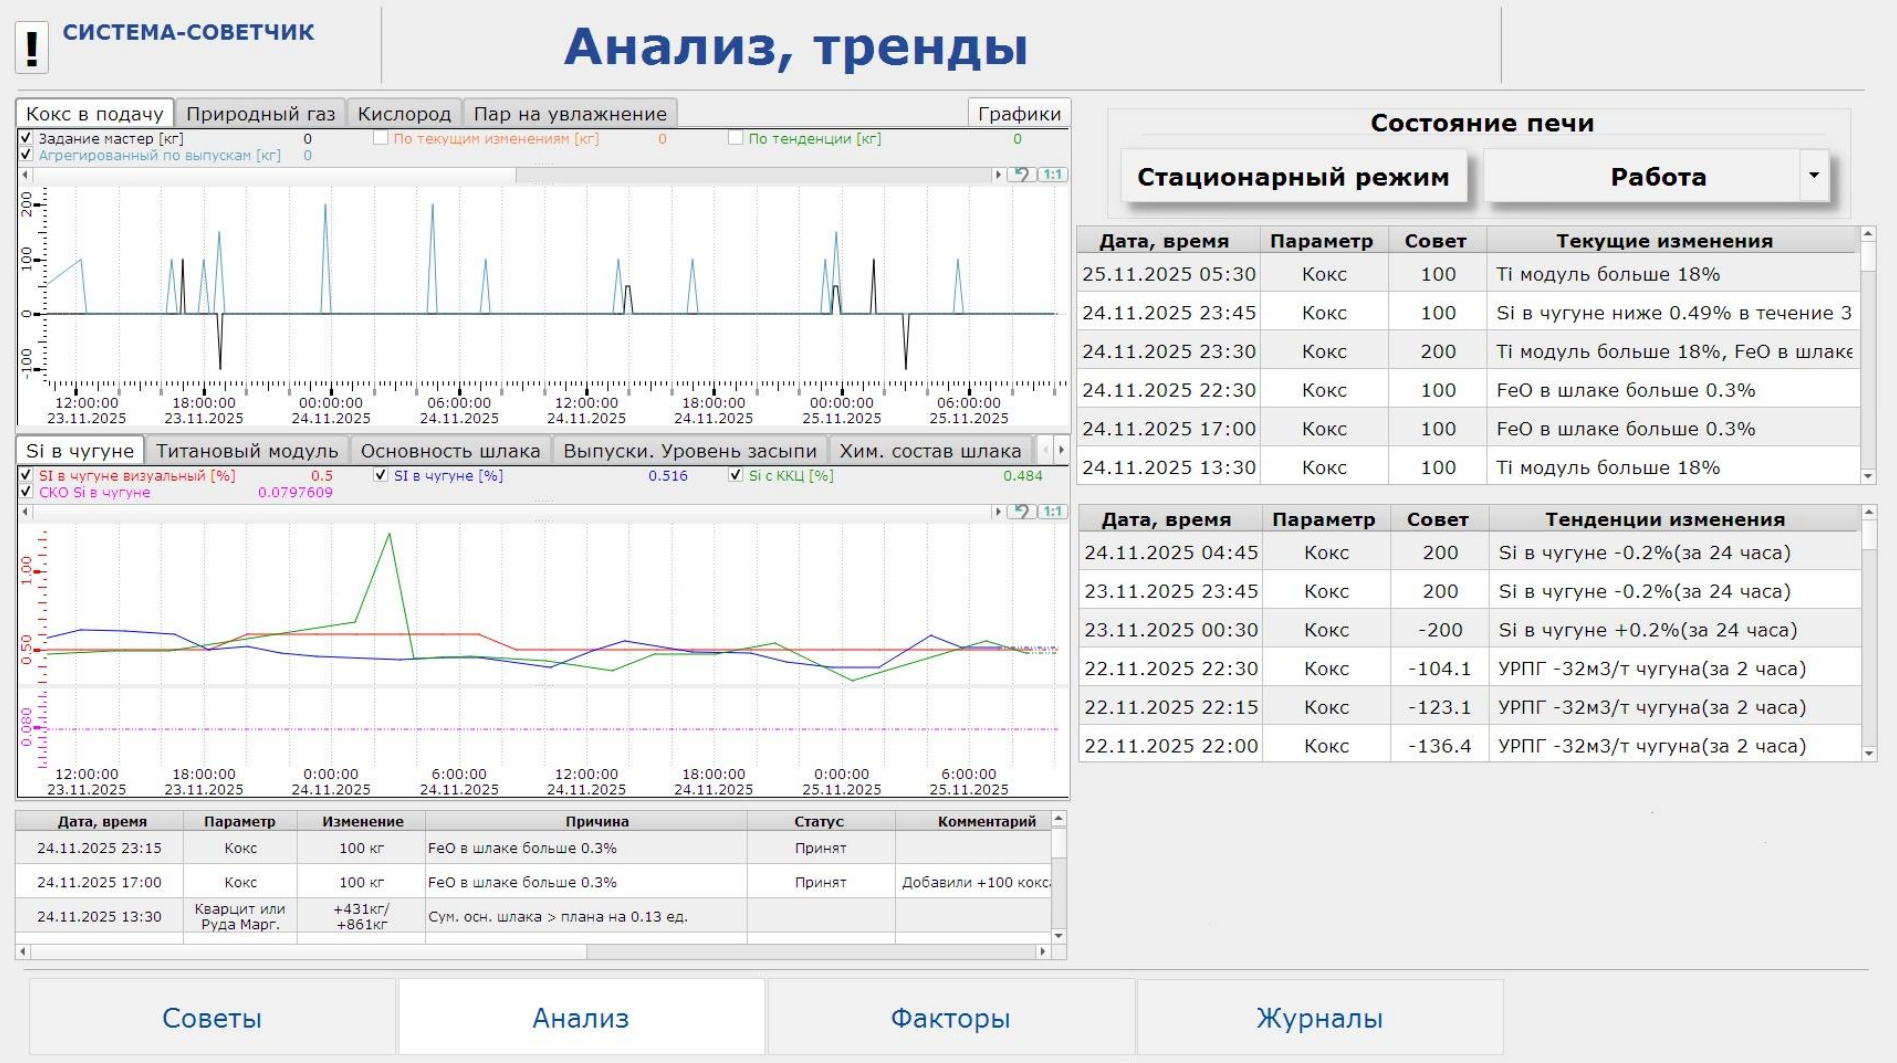 !
СИСТЕМА-СОВЕТЧИК
Анализ, тренды
Кокс в подачу Природный газ Кислород Пар на увлажнение Графики
Задание мастер [кг] 0 По текущим изменениям [кг] 0 По тенденции [кг] 0
Агрегированный по выпускам [кг] 0
1:1
200
100
0
-100
12:00:00 18:00:00 00:00:00 06:00:00 12:00:00 18:00:00 00:00:00 06:00:00
23.11.2025 23.11.2025 24.11.2025 24.11.2025 24.11.2025 24.11.2025 25.11.2025 25.11.2025
Si в чугуне Титановый модуль Основность шлака Выпуски. Уровень засыпи Хим. состав шлака
SI в чугуне визуальный [%] 0.5 SI в чугуне [%] 0.516 Si с ККЦ [%] 0.484
СКО Si в чугуне 0.0797609
1:1
1.00
0.50
0.080
12:00:00 18:00:00 0:00:00 6:00:00 12:00:00 18:00:00 0:00:00 6:00:00
23.11.2025 23.11.2025 24.11.2025 24.11.2025 24.11.2025 24.11.2025 25.11.2025 25.11.2025
Дата, время Параметр Изменение Причина Статус Комментарий
24.11.2025 23:15 Кокс 100 кг FeO в шлаке больше 0.3% Принят
24.11.2025 17:00 Кокс 100 кг FeO в шлаке больше 0.3% Принят Добавили +100 кокс
24.11.2025 13:30 Кварцит или Руда Марг. +431кг/ +861кг Сум. осн. шлака > плана на 0.13 ед.
Состояние печи
Стационарный режим Работа
Дата, время Параметр Совет Текущие изменения
25.11.2025 05:30 Кокс 100 Ti модуль больше 18%
24.11.2025 23:45 Кокс 100 Si в чугуне ниже 0.49% в течение 3
24.11.2025 23:30 Кокс 200 Ti модуль больше 18%, FeO в шлаке
24.11.2025 22:30 Кокс 100 FeO в шлаке больше 0.3%
24.11.2025 17:00 Кокс 100 FeO в шлаке больше 0.3%
24.11.2025 13:30 Кокс 100 Ti модуль больше 18%
Дата, время Параметр Совет Тенденции изменения
24.11.2025 04:45 Кокс 200 Si в чугуне -0.2%(за 24 часа)
23.11.2025 23:45 Кокс 200 Si в чугуне -0.2%(за 24 часа)
23.11.2025 00:30 Кокс -200 Si в чугуне +0.2%(за 24 часа)
22.11.2025 22:30 Кокс -104.1 УРПГ -32м3/т чугуна(за 2 часа)
22.11.2025 22:15 Кокс -123.1 УРПГ -32м3/т чугуна(за 2 часа)
22.11.2025 22:00 Кокс -136.4 УРПГ -32м3/т чугуна(за 2 часа)
Советы Анализ Факторы Журналы